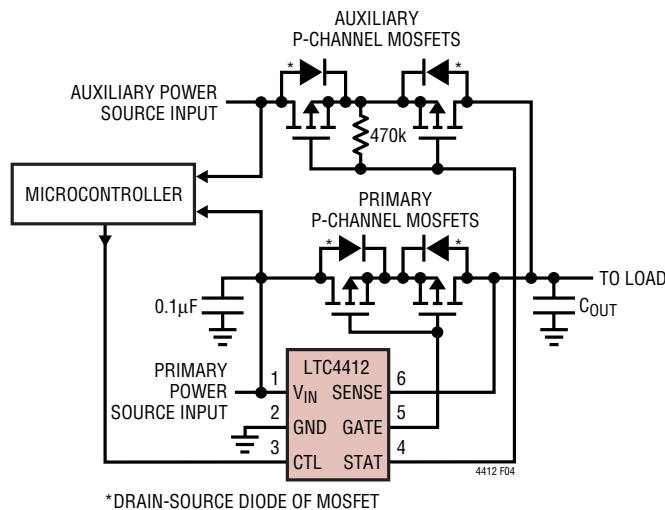 AUXILIARY
P-CHANNEL MOSFETS
*
*
AUXILIARY POWER
SOURCE INPUT
470k
MICROCONTROLLER
PRIMARY
P-CHANNEL MOSFETS
*
*
TO LOAD
0.1µF
COUT
PRIMARY
POWER
SOURCE INPUT
LTC4412
1
VIN
SENSE
6
2
GND
GATE
5
3
CTL
STAT
4
4412 F04
*DRAIN-SOURCE DIODE OF MOSFET